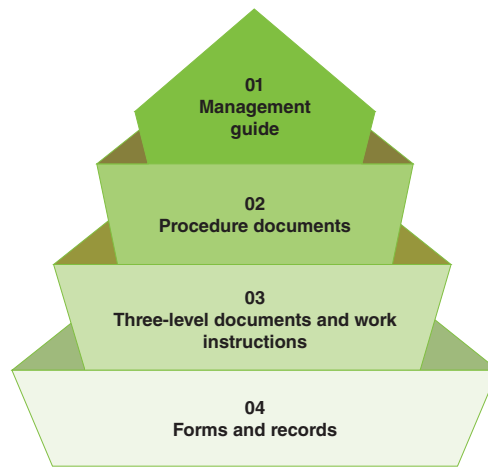 01
Management
guide
02
Procedure documents
03
Three-level documents and work
instructions
04
Forms and records